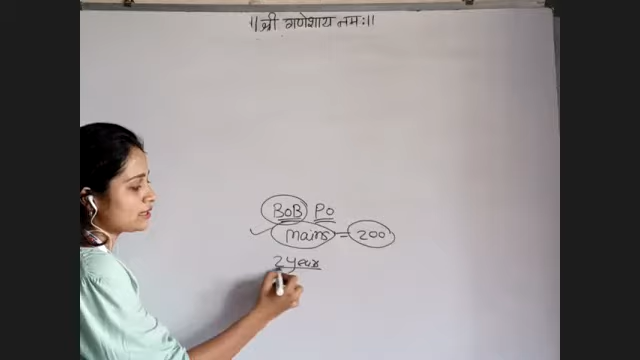 ॥ श्री गणेशाय नमः॥
BOB PO
mains = 200
2 year